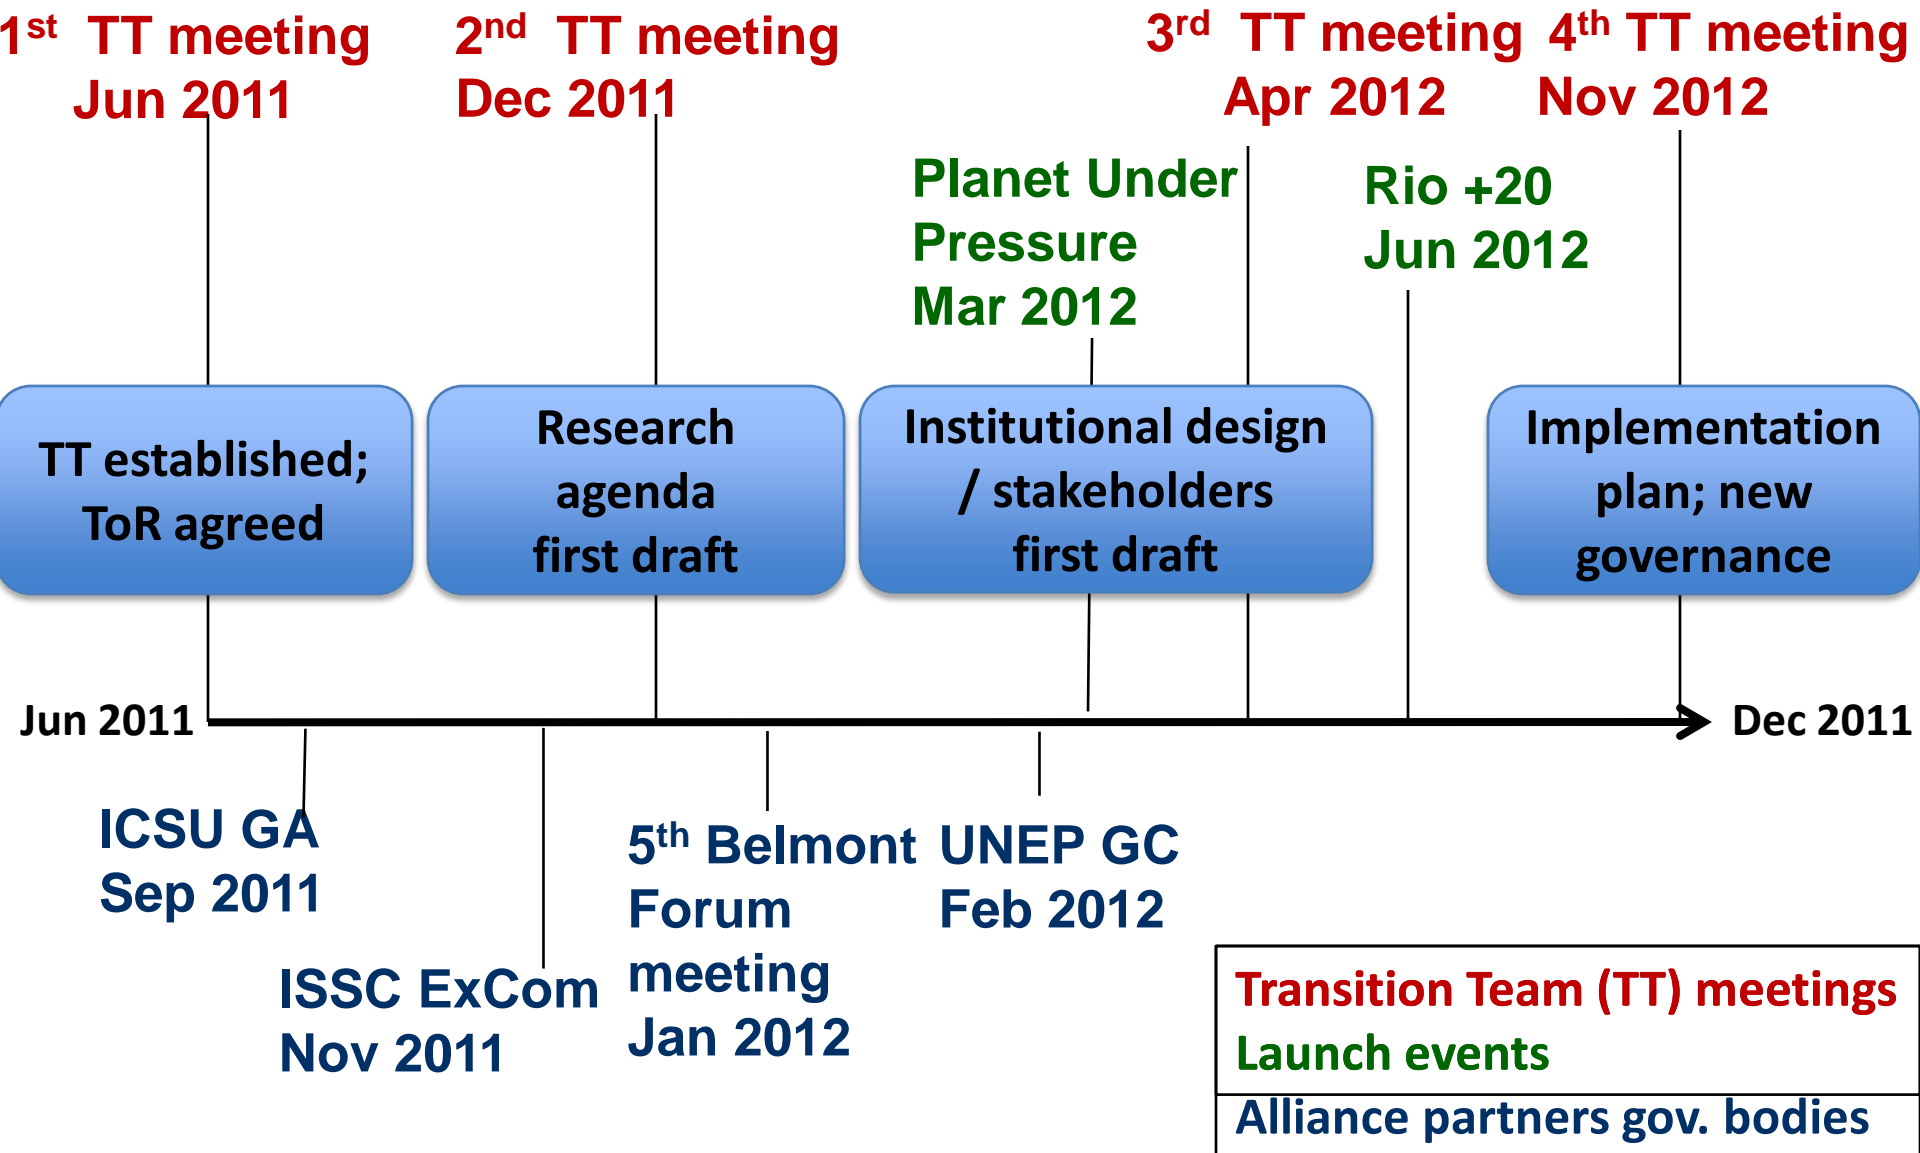 1st TT meeting
Jun 2011
2nd TT meeting
Dec 2011
3rd TT meeting
Apr 2012
4th TT meeting
Nov 2012
Planet Under
Pressure
Mar 2012
Rio +20
Jun 2012
TT established;
ToR agreed
Research
agenda
first draft
Institutional design
/ stakeholders
first draft
Implementation
plan; new
governance
Jun 2011
Dec 2011
ICSU GA
Sep 2011
ISSC ExCom
Nov 2011
5th Belmont
Forum
meeting
Jan 2012
UNEP GC
Feb 2012
Transition Team (TT) meetings
Launch events
Alliance partners gov. bodies